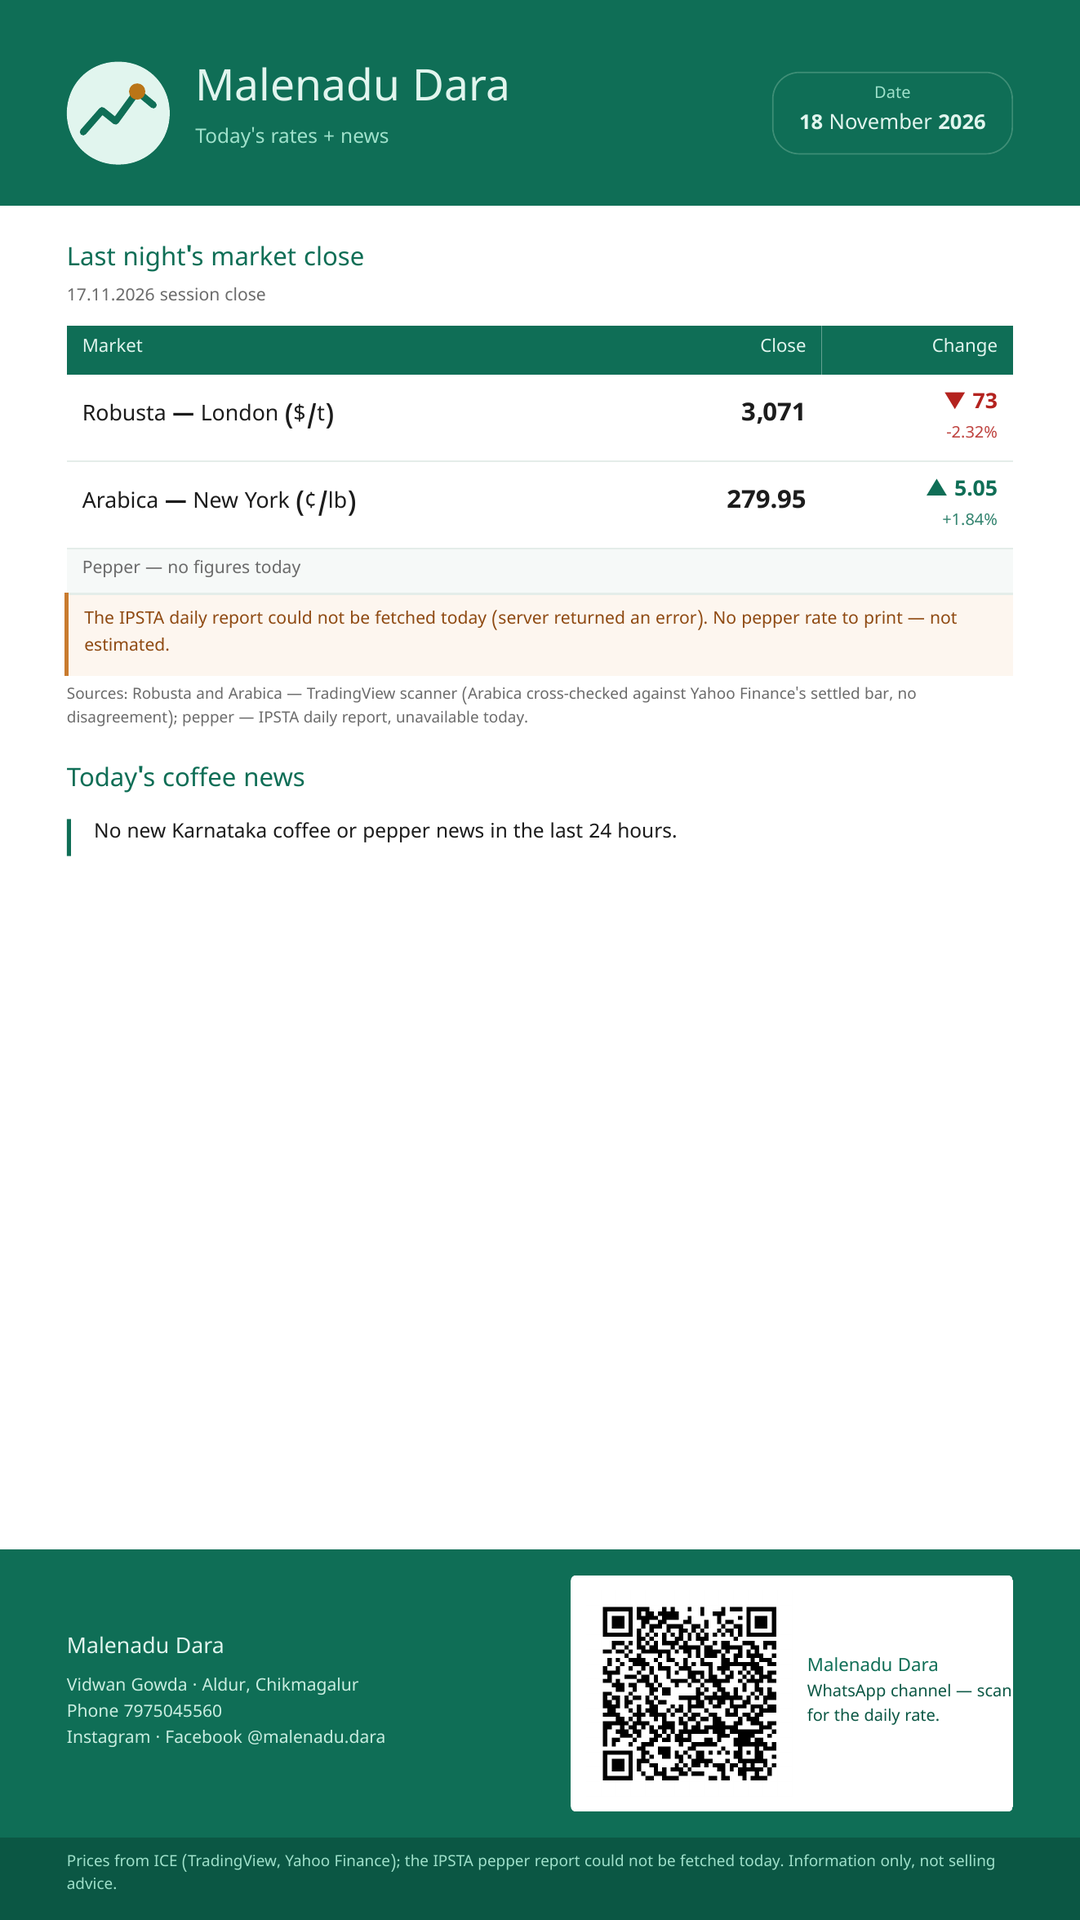 Malenadu Dara
Today's rates + news
Date
18 November 2026
Last night's market close
17.11.2026 session close
Market Close Change
Robusta — London ($/t) 3,071 ▼ 73
-2.32%
Arabica — New York (¢/lb) 279.95 ▲ 5.05
+1.84%
Pepper — no figures today
The IPSTA daily report could not be fetched today (server returned an error). No pepper rate to print — not
estimated.
Sources: Robusta and Arabica — TradingView scanner (Arabica cross-checked against Yahoo Finance's settled bar, no
disagreement); pepper — IPSTA daily report, unavailable today.
Today's coffee news
No new Karnataka coffee or pepper news in the last 24 hours.
Malenadu Dara
Vidwan Gowda · Aldur, Chikmagalur
Phone 7975045560
Instagram · Facebook @malenadu.dara
Malenadu Dara
WhatsApp channel — scan
for the daily rate.
Prices from ICE (TradingView, Yahoo Finance); the IPSTA pepper report could not be fetched today. Information only, not selling
advice.